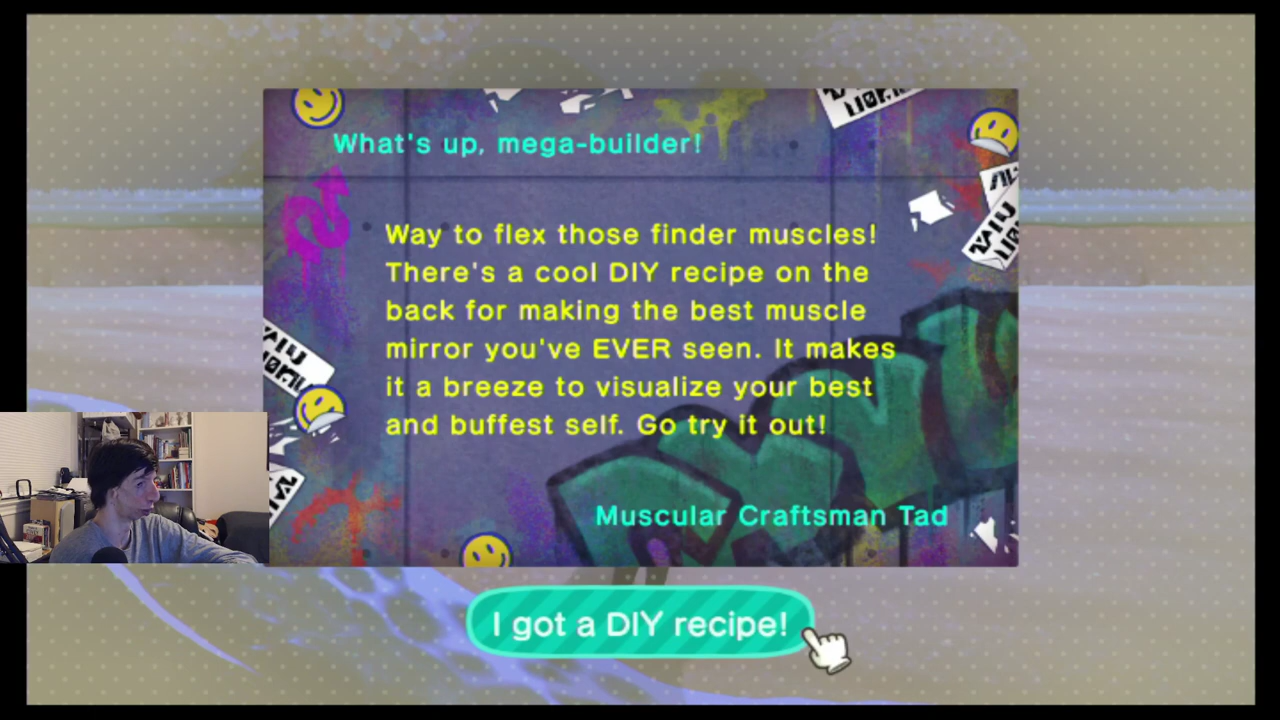 What's up, mega-builder!
Way to flex those finder muscles!
There's a cool DIY recipe on the
back for making the best muscle
mirror you've EVER seen. It makes
it a breeze to visualize your best
and buffest self. Go try it out!
Muscular Craftsman Tad
I got a DIY recipe!